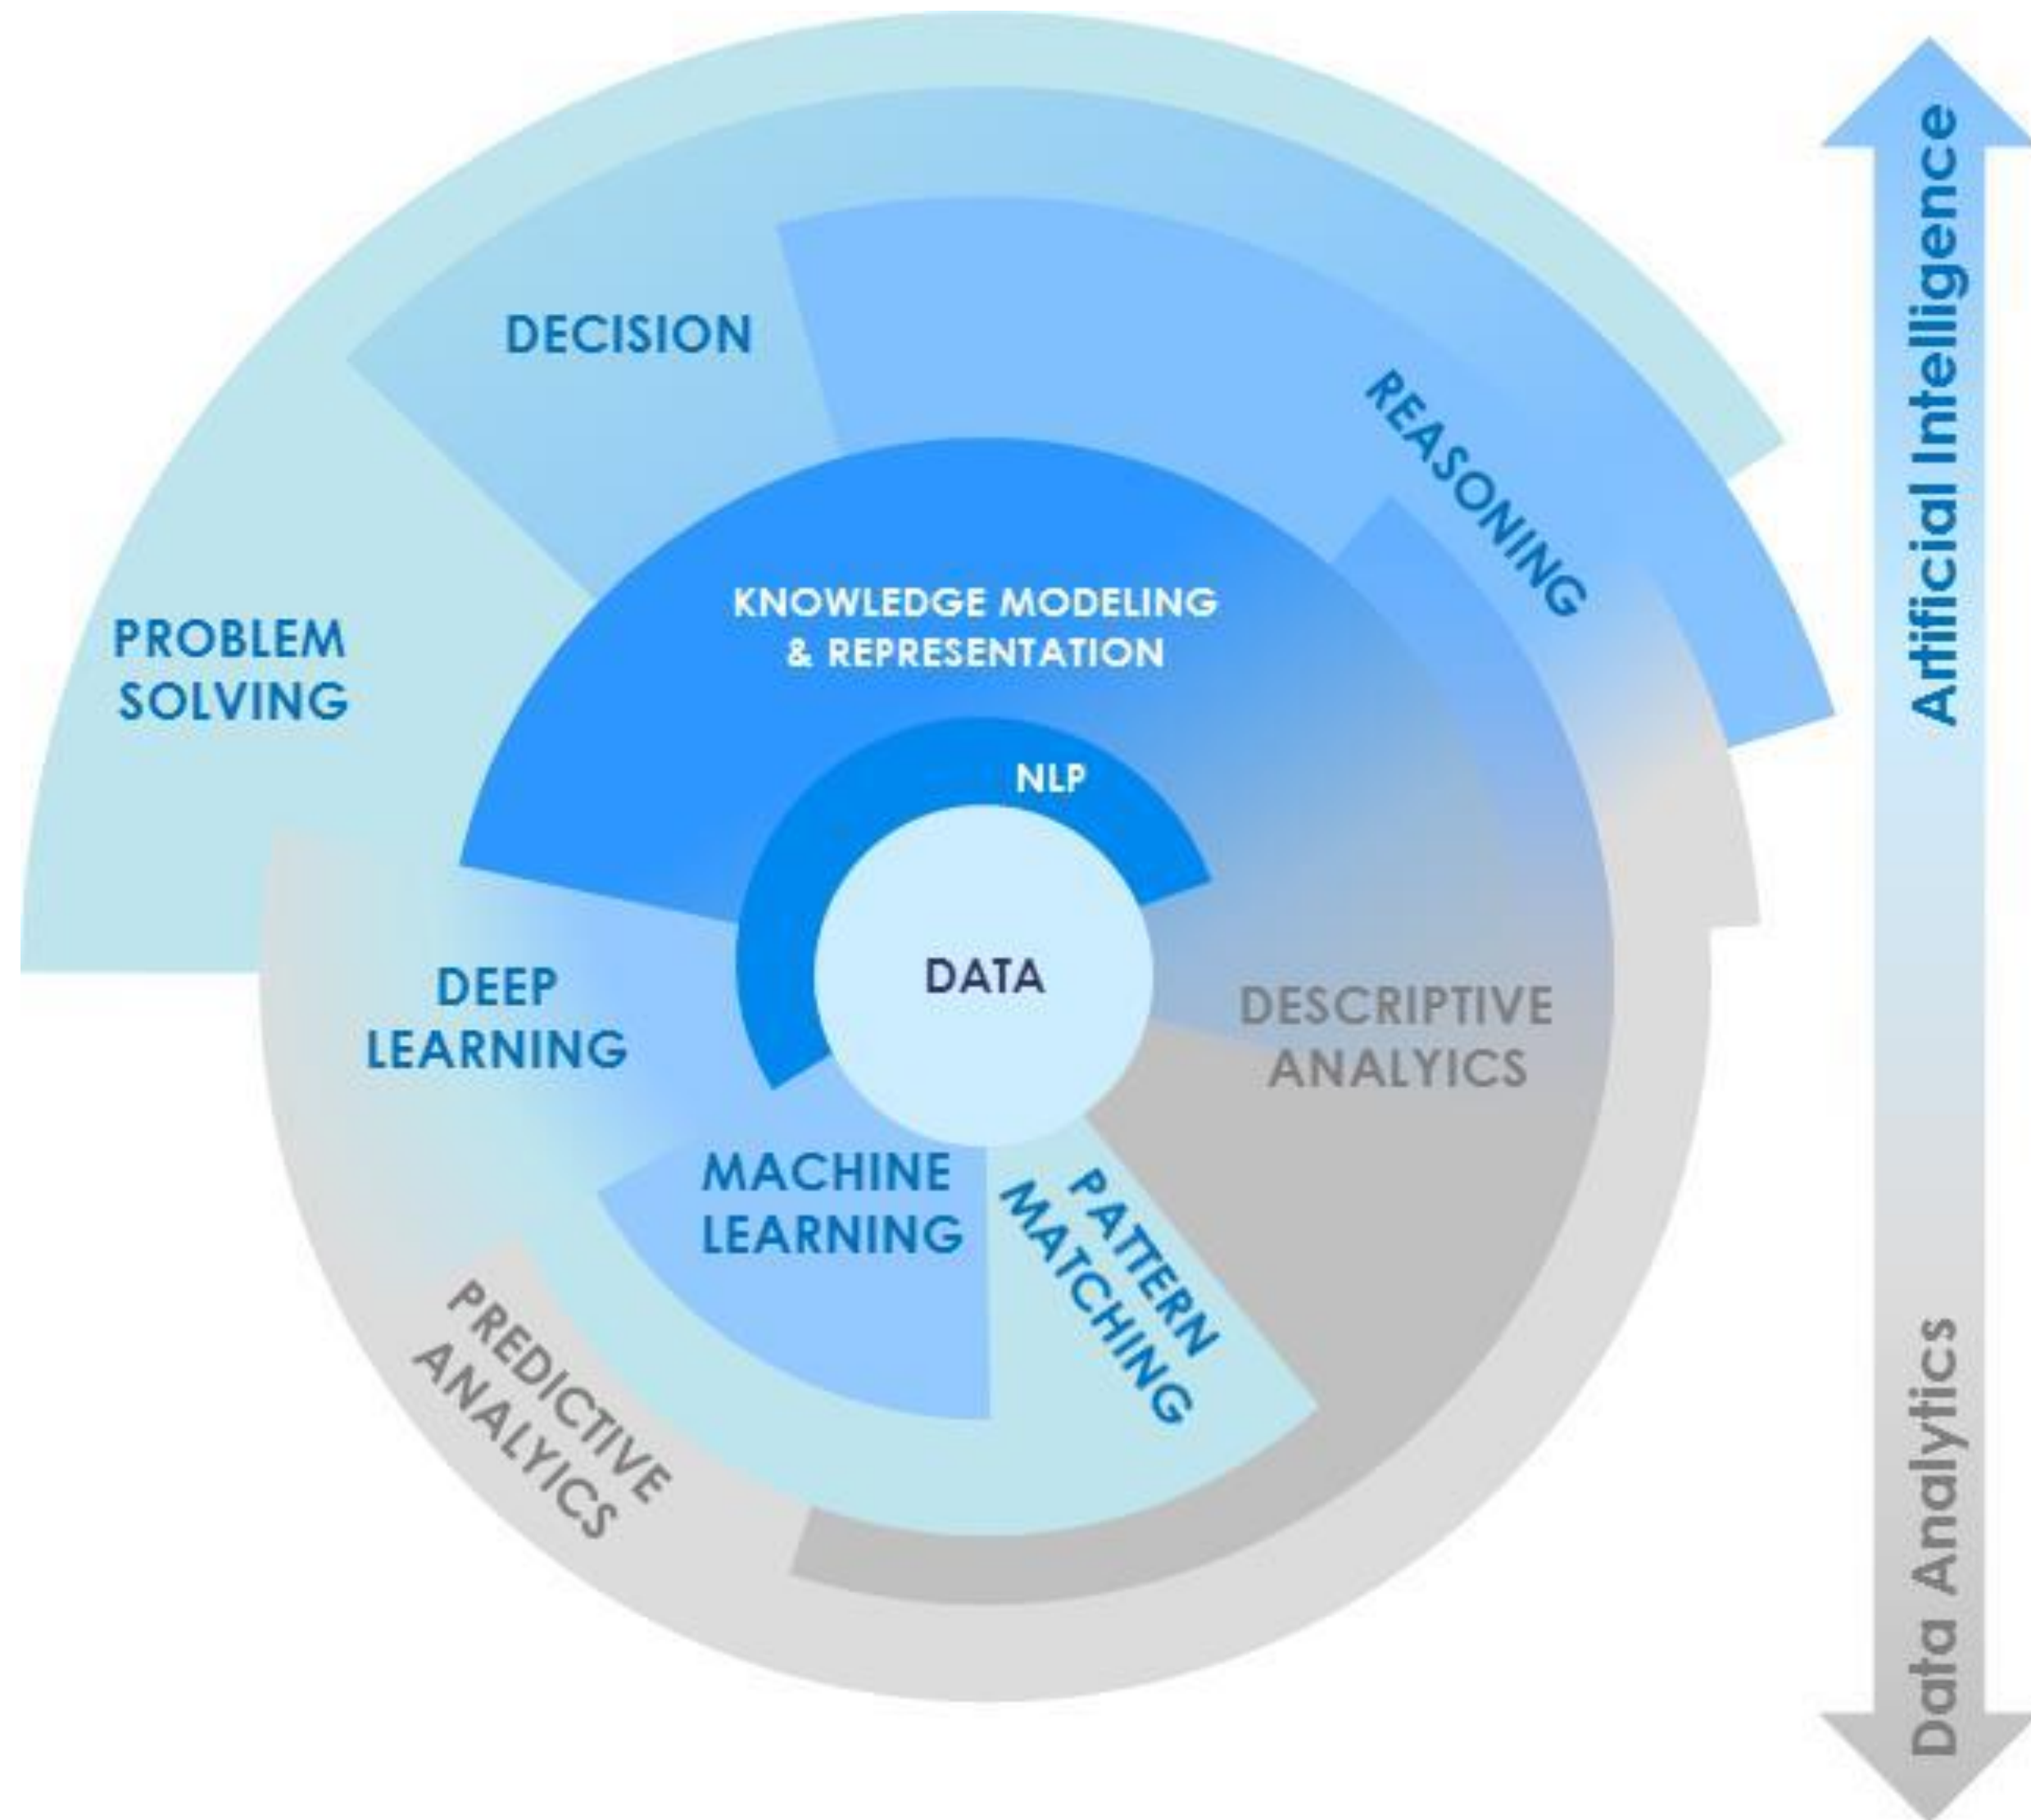 DECISION
REASONING
PROBLEM
SOLVING
KNOWLEDGE MODELING
& REPRESENTATION
NLP
DATA
DEEP
LEARNING
DESCRIPTIVE
ANALYICS
MACHINE
LEARNING
PATTERN
MATCHING
PREDICTIVE
ANALYICS
Artificial Intelligence
Data Analytics